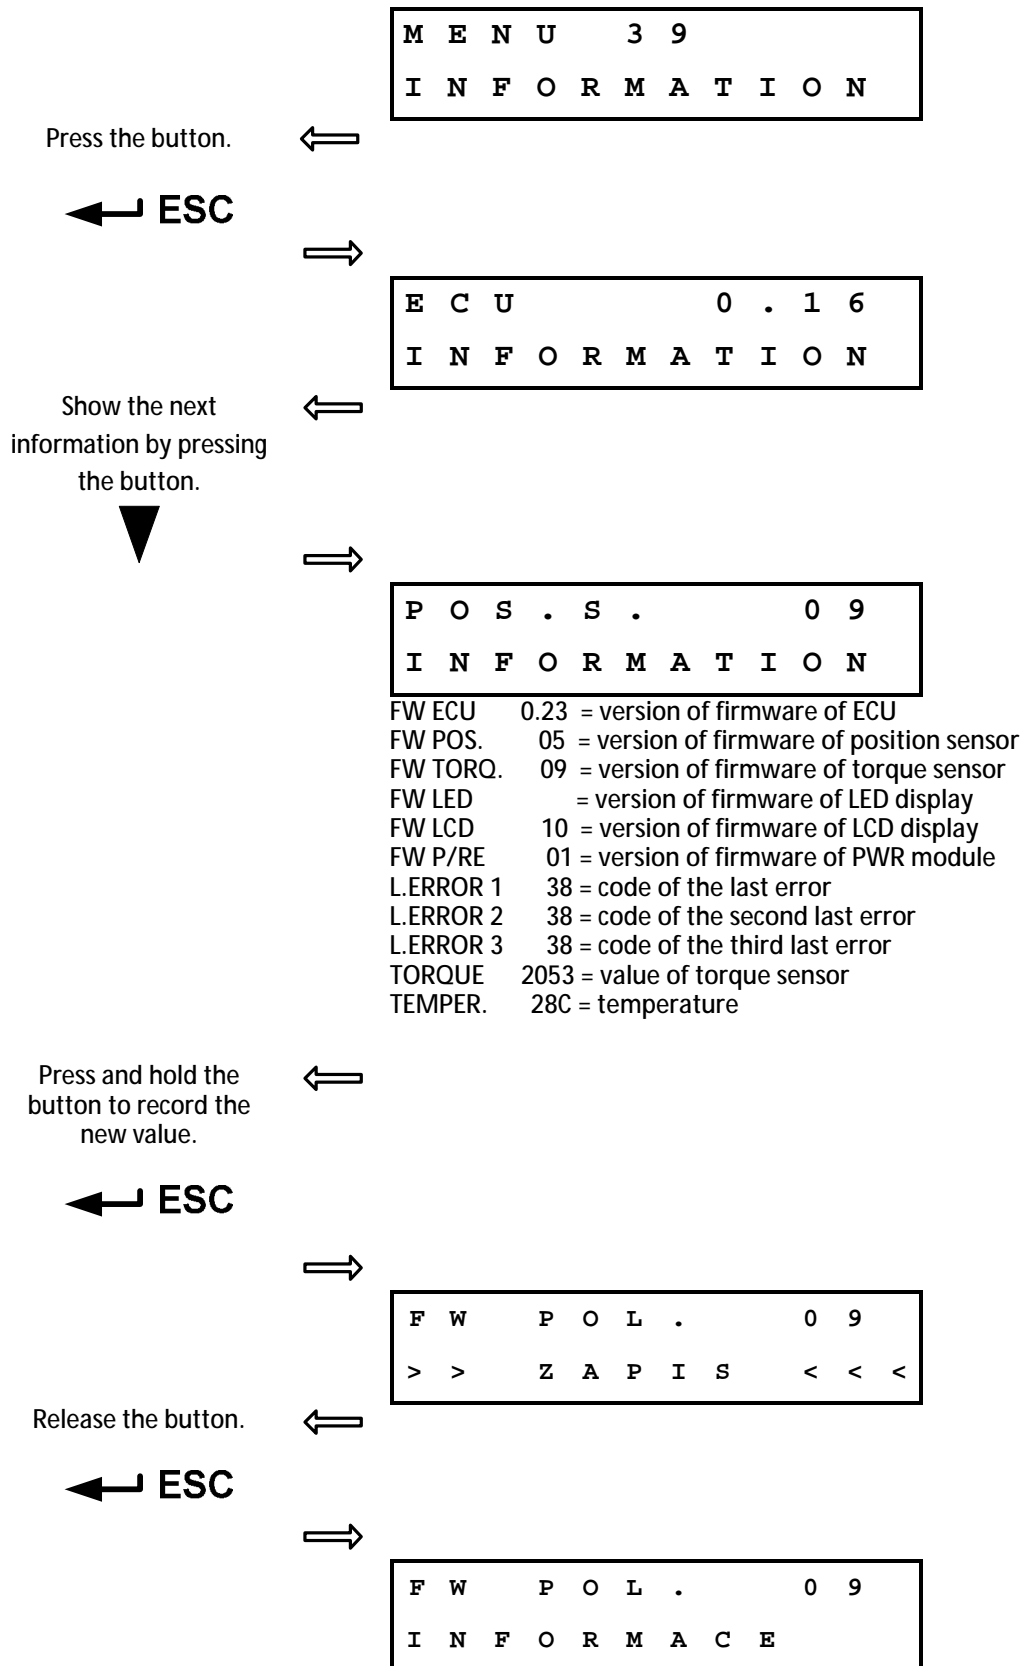 MENU 39
INFORMATION
Press the button.
ESC
ECU 0.16
INFORMATION
Show the next
information by pressing
the button.
POS.S. 09
INFORMATION
FW ECU 0.23 = version of firmware of ECU
FW POS. 05 = version of firmware of position sensor
FW TORQ. 09 = version of firmware of torque sensor
FW LED = version of firmware of LED display
FW LCD 10 = version of firmware of LCD display
FW P/RE 01 = version of firmware of PWR module
L.ERROR 1 38 = code of the last error
L.ERROR 2 38 = code of the second last error
L.ERROR 3 38 = code of the third last error
TORQUE 2053 = value of torque sensor
TEMPER. 28C = temperature
Press and hold the
button to record the
new value.
ESC
FW POL. 09
>> ZAPIS <<<
Release the button.
ESC
FW POL. 09
INFORMACE